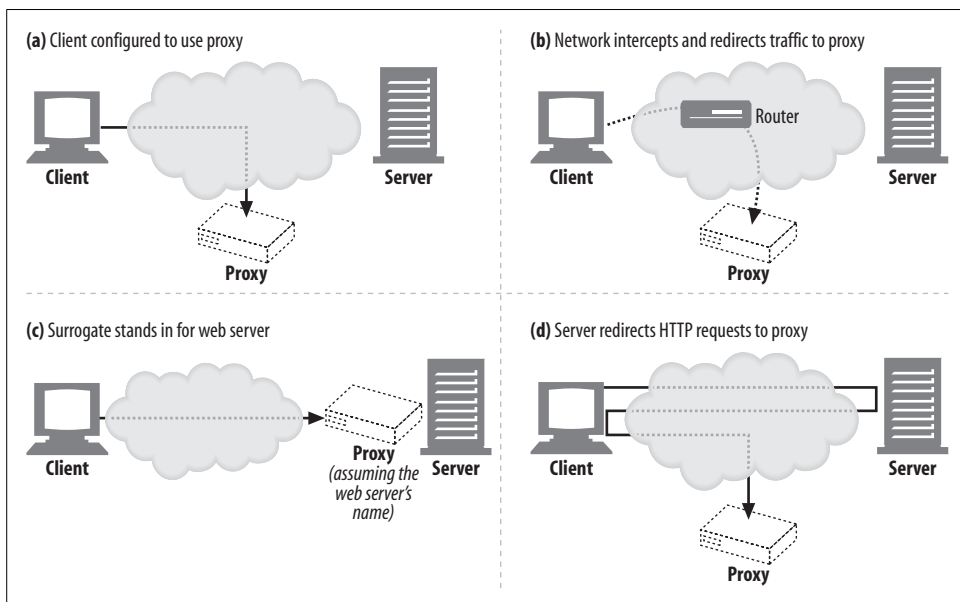 (a) Client configured to use proxy
Client
Server
Proxy
(b) Network intercepts and redirects traffic to proxy
Router
Client
Server
Proxy
(c) Surrogate stands in for web server
Client
Proxy
(assuming the
web server's
name)
Server
(d) Server redirects HTTP requests to proxy
Client
Server
Proxy